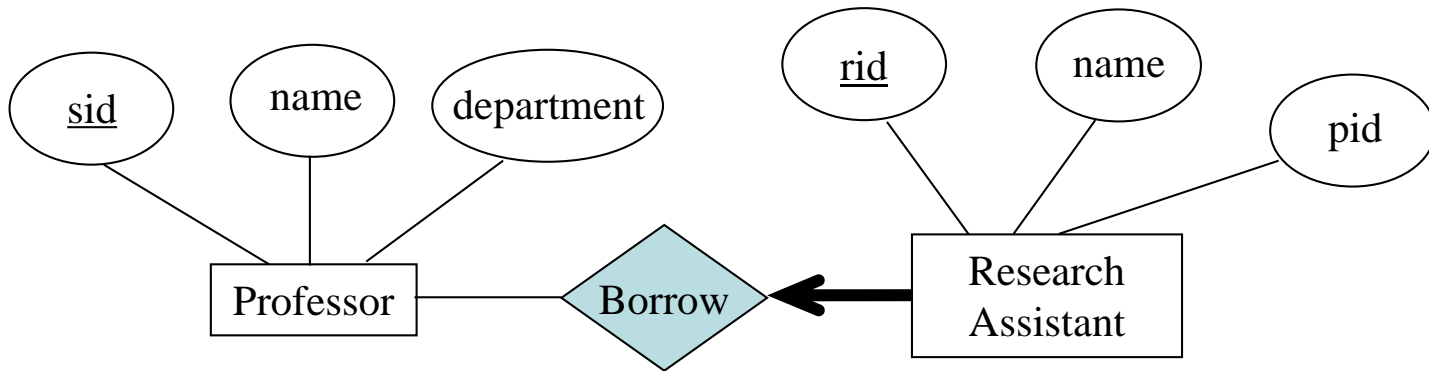 sid
name
department
rid
name
pid
Professor
Borrow
Research
Assistant